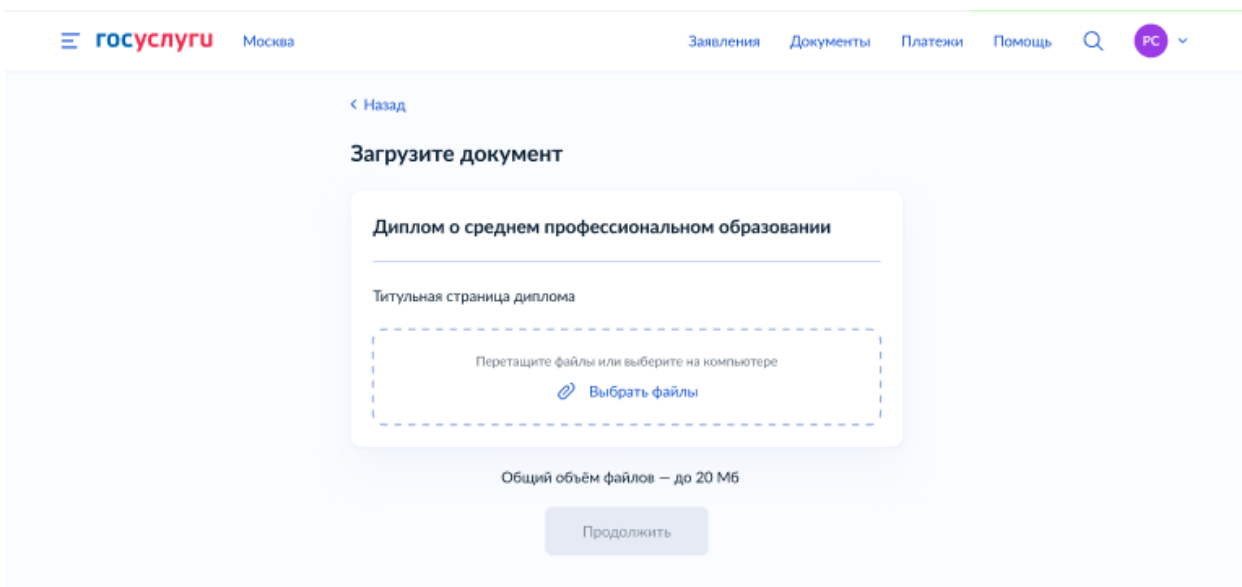 госуслуги Москва Заявления Документы Платежи Помощь РС
Назад
Загрузите документ
Диплом о среднем профессиональном образовании
Титульная страница диплома
Перетащите файлы или выберите на компьютере
Выбрать файлы
Общий объём файлов — до 20 Мб
Продолжить